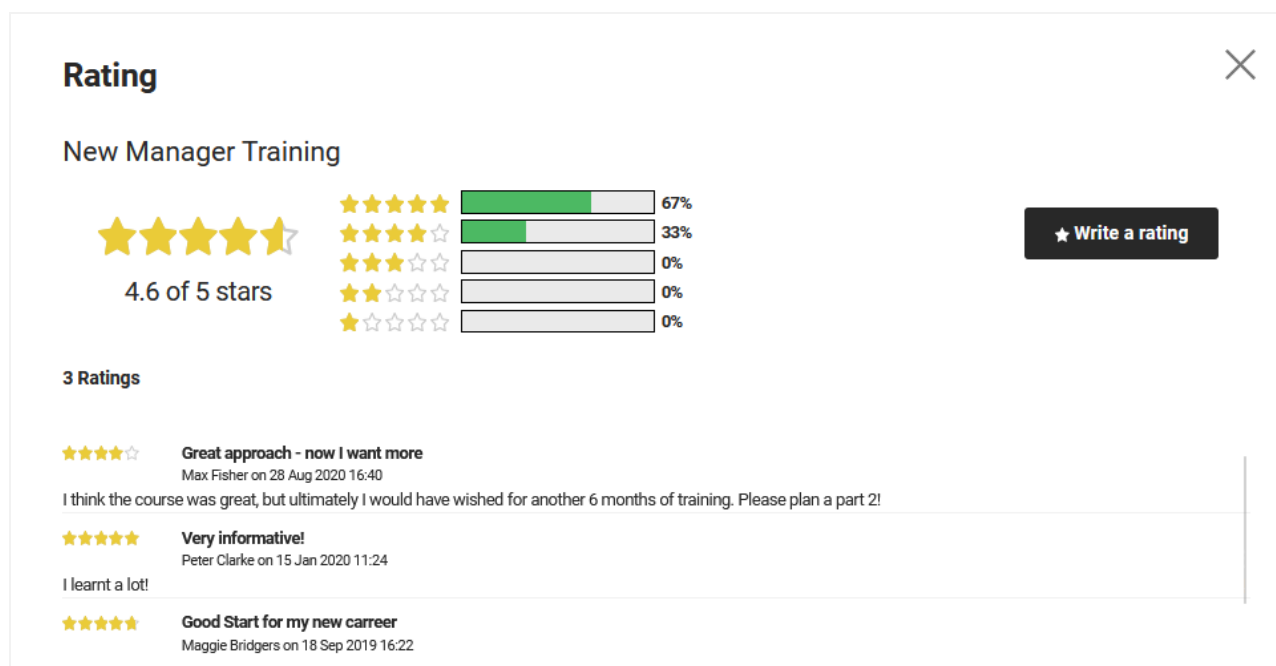 Rating
New Manager Training
67%
33%
0%
0%
0%
4.6 of 5 stars
Write a rating
3 Ratings
Great approach - now I want more
Max Fisher on 28 Aug 2020 16:40
I think the course was great, but ultimately I would have wished for another 6 months of training. Please plan a part 2!
Very informative!
Peter Clarke on 15 Jan 2020 11:24
I learnt a lot!
Good Start for my new carreer
Maggie Bridgers on 18 Sep 2019 16:22